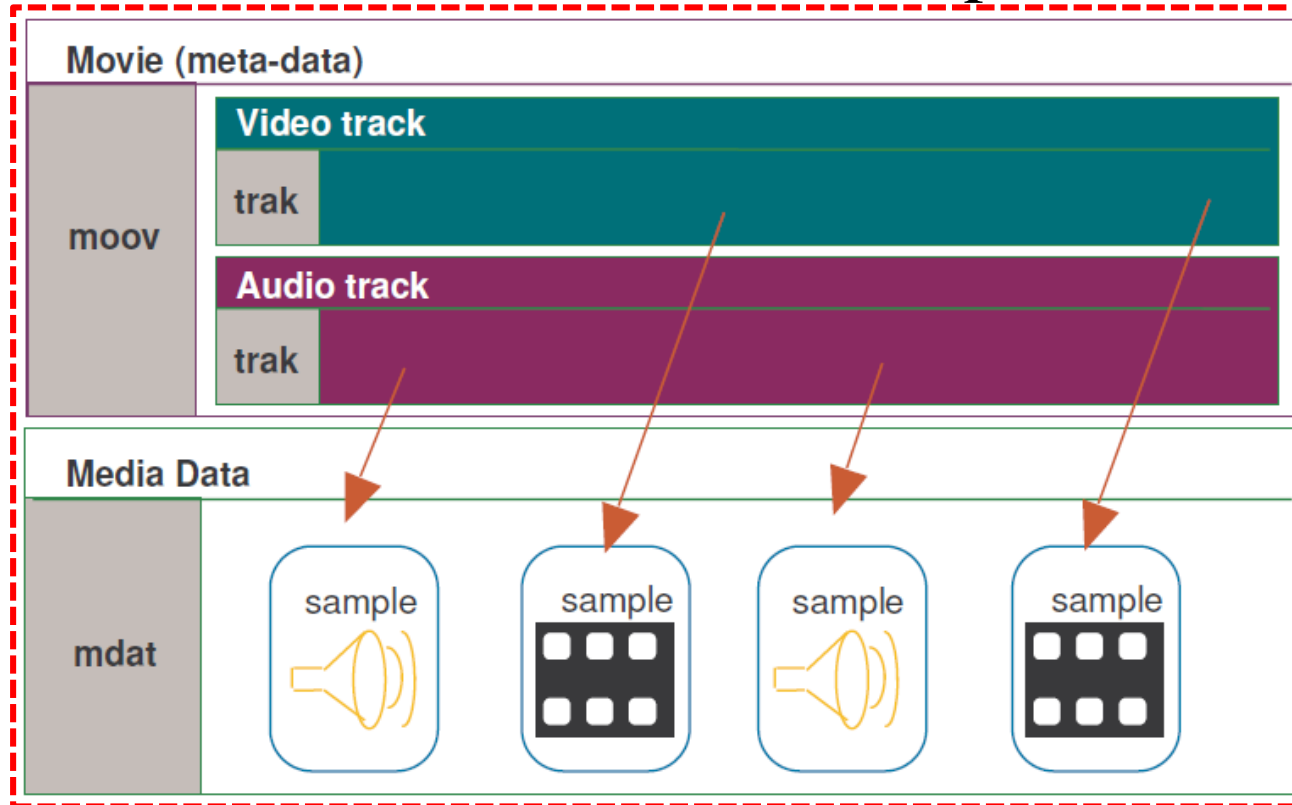 Movie (meta-data)
moov
Video track
trak
Audio track
trak
Media Data
mdat
sample
sample
sample
sample